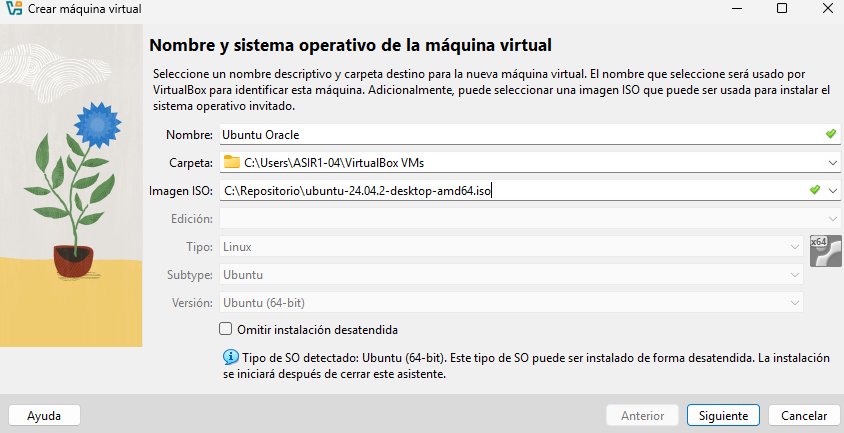 Crear máquina virtual
Nombre y sistema operativo de la máquina virtual
Seleccione un nombre descriptivo y carpeta destino para la nueva máquina virtual. El nombre que seleccione será usado por
VirtualBox para identificar esta máquina. Adicionalmente, puede seleccionar una imagen ISO que puede ser usada para instalar el
sistema operativo invitado.
Nombre: Ubuntu Oracle
Carpeta: C:\Users\ASIR1-04\VirtualBox VMs
Imagen ISO: C:\Repositorio\ubuntu-24.04.2-desktop-amd64.iso
Edición:
Tipo: Linux
x64
Subtype: Ubuntu
Versión: Ubuntu (64-bit)
Omitir instalación desatendida
Tipo de SO detectado: Ubuntu (64-bit). Este tipo de SO puede ser instalado de forma desatendida. La instalación
se iniciará después de cerrar este asistente.
Ayuda Anterior Siguiente Cancelar